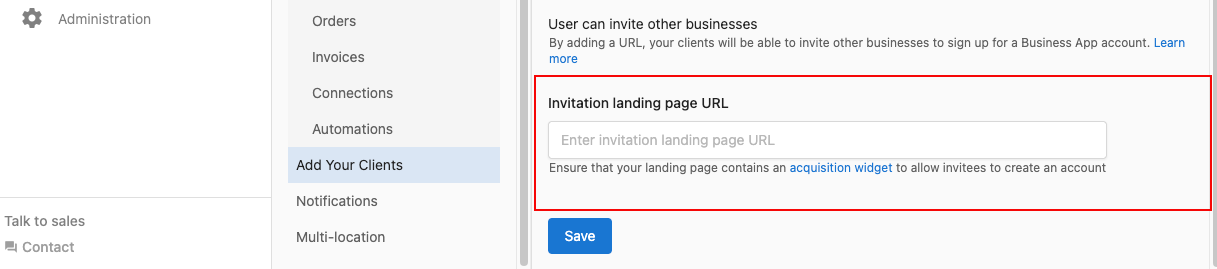 Administration
Talk to sales
Contact
Orders
Invoices
Connections
Automations
Add Your Clients
Notifications
Multi-location
User can invite other businesses
By adding a URL, your clients will be able to invite other businesses to sign up for a Business App account. Learn
more
Invitation landing page URL
Enter invitation landing page URL
Ensure that your landing page contains an acquisition widget to allow invitees to create an account
Save